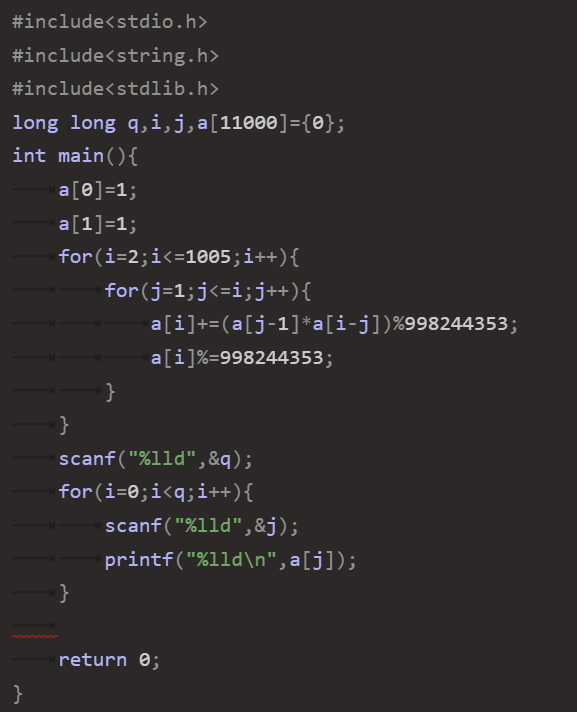 #include<stdio.h>
#include<string.h>
#include<stdlib.h>
long long q,i,j,a[11000]={0};
int main(){
    a[0]=1;
    a[1]=1;
    for(i=2;i<=1005;i++){
        for(j=1;j<=i;j++){
            a[i]+=(a[j-1]*a[i-j])%998244353;
            a[i]%=998244353;
        }
    }
    scanf("%lld",&q);
    for(i=0;i<q;i++){
        scanf("%lld",&j);
        printf("%lld\n",a[j]);
    }

    return 0;
}